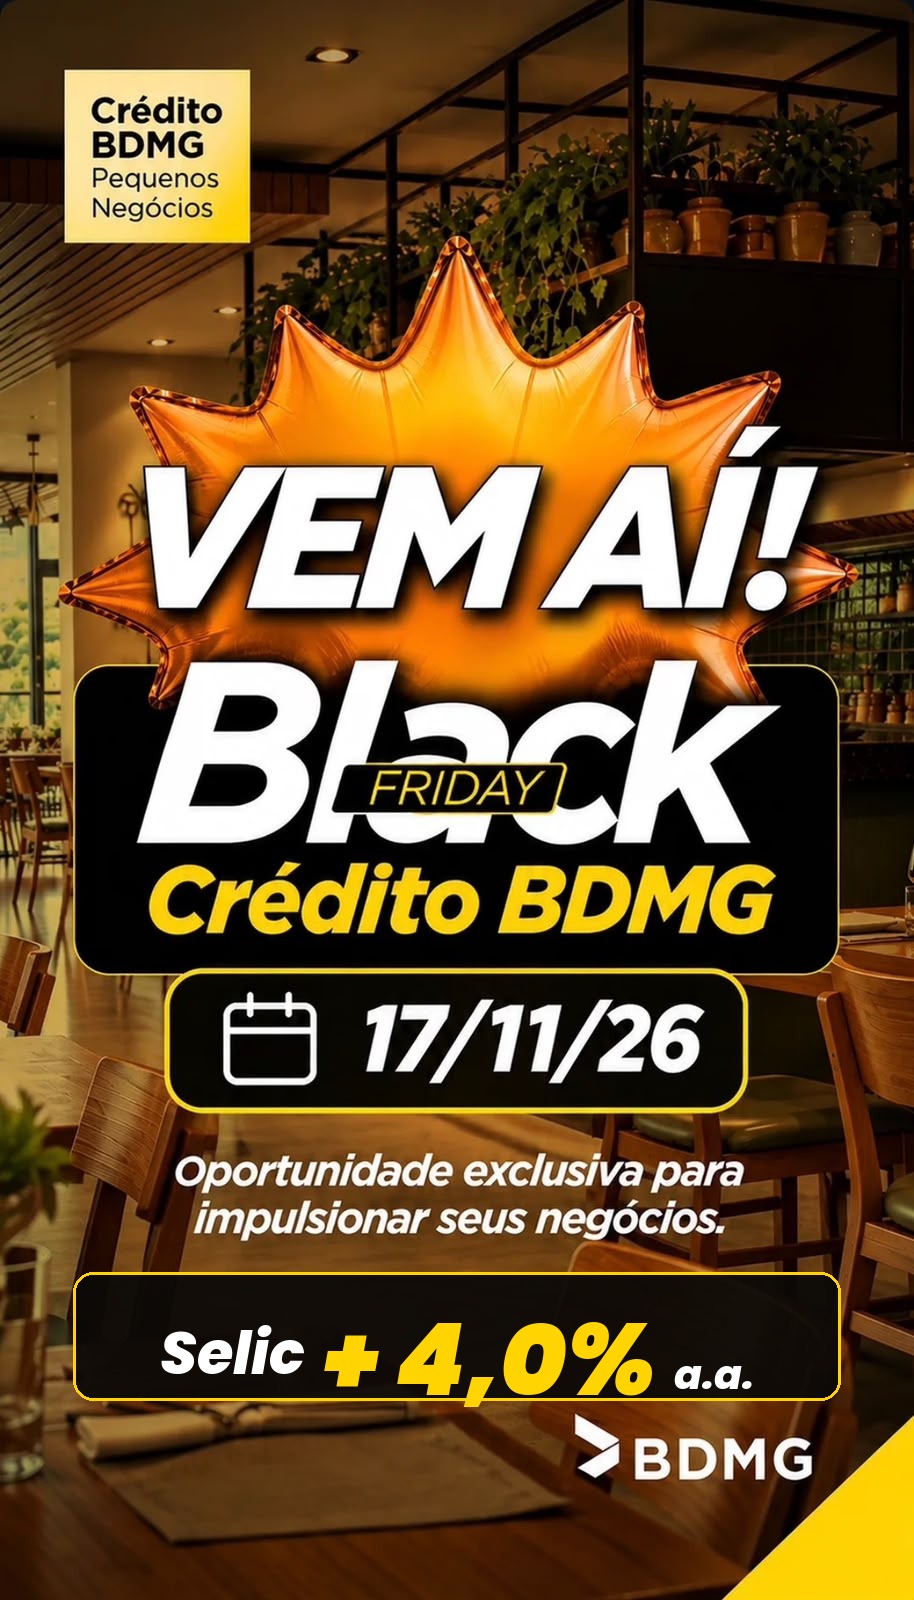 Crédito
BDMG
Pequenos
Negócios
VEM AÍ!
Black
FRIDAY
Crédito BDMG
17/11/26
Oportunidade exclusiva para
impulsionar seus negócios.
Selic + 4,0% a.a.
BDMG